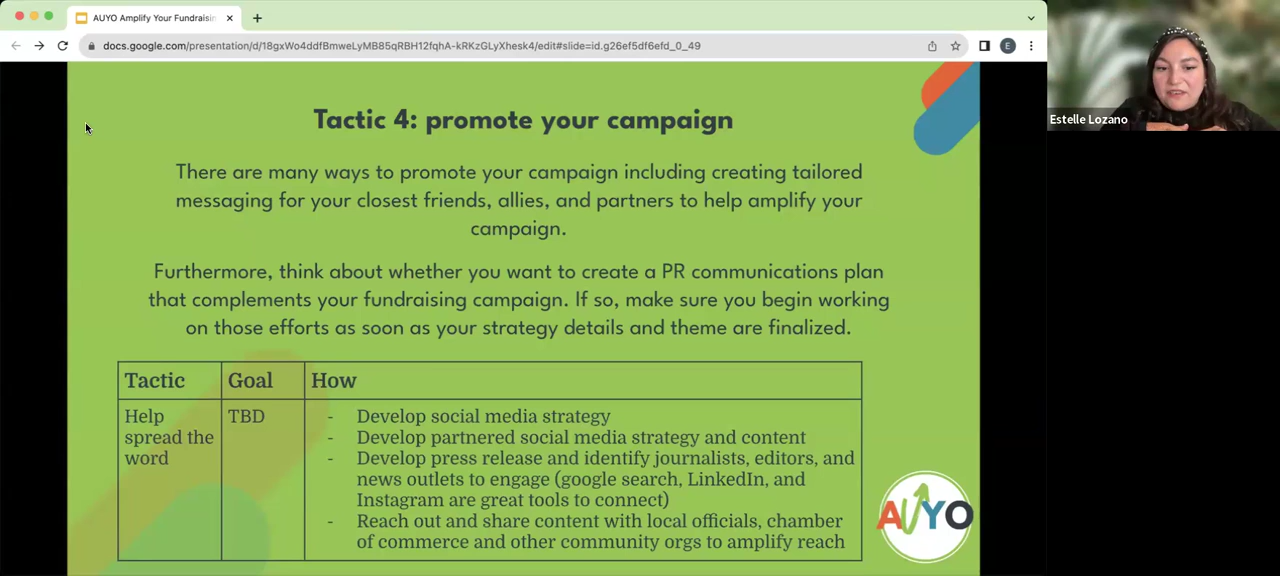 AUYO Amplify Your Fundraisin
docs.google.com/presentation/d/18gxWo4ddfBmweLyMB85qRBH12fqhA-kRKzGLyXhesk4/edit#slide=id.g26ef5df6efd_0_49
E
Estelle Lozano
Tactic 4: promote your campaign
There are many ways to promote your campaign including creating tailored
messaging for your closest friends, allies, and partners to help amplify your
campaign.
Furthermore, think about whether you want to create a PR communications plan
that complements your fundraising campaign. If so, make sure you begin working
on those efforts as soon as your strategy details and theme are finalized.
Tactic Goal How
Help TBD - Develop social media strategy
spread the - Develop partnered social media strategy and content
word - Develop press release and identify journalists, editors, and
news outlets to engage (google search, LinkedIn, and
Instagram are great tools to connect)
- Reach out and share content with local officials, chamber
of commerce and other community orgs to amplify reach
AUYO